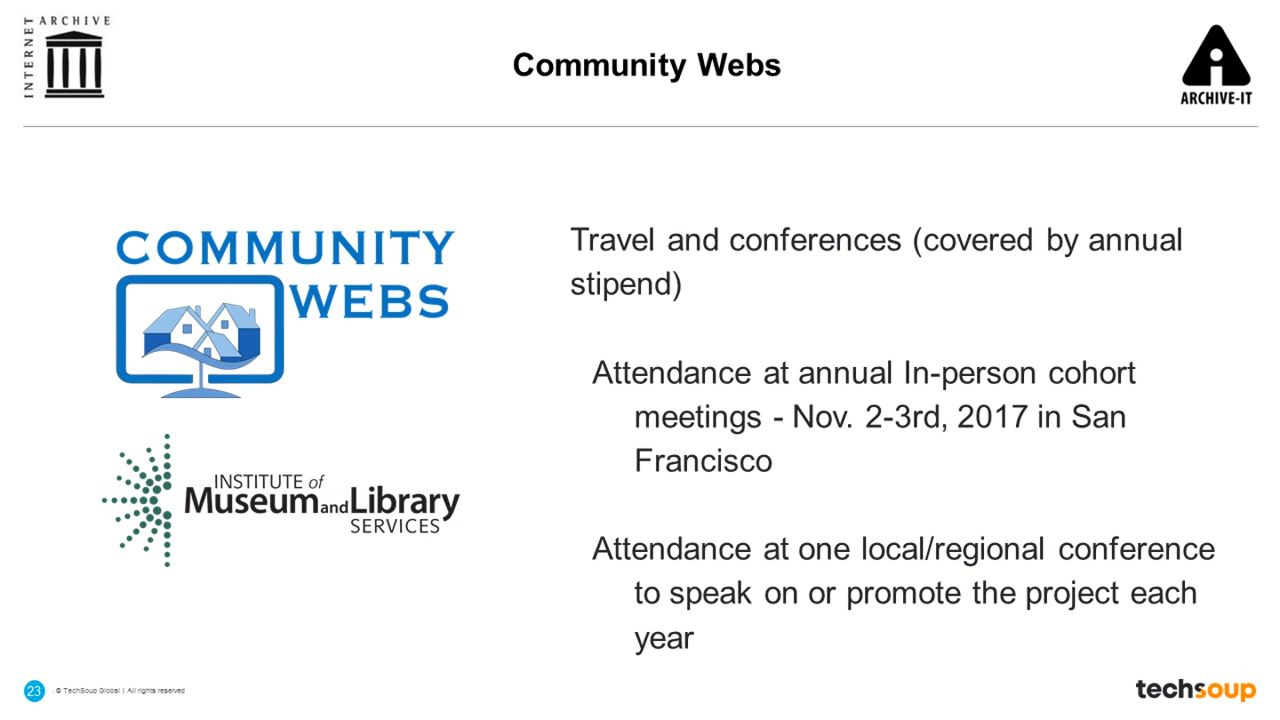 INTERNET ARCHIVE
Community Webs
ARCHIVE-IT
COMMUNITY
WEBS
INSTITUTE of
Museum and Library
SERVICES
Travel and conferences (covered by annual
stipend)
Attendance at annual In-person cohort
meetings - Nov. 2-3rd, 2017 in San
Francisco
Attendance at one local/regional conference
to speak on or promote the project each
year
23
. © TechSoup Global | All rights reserved
techsoup